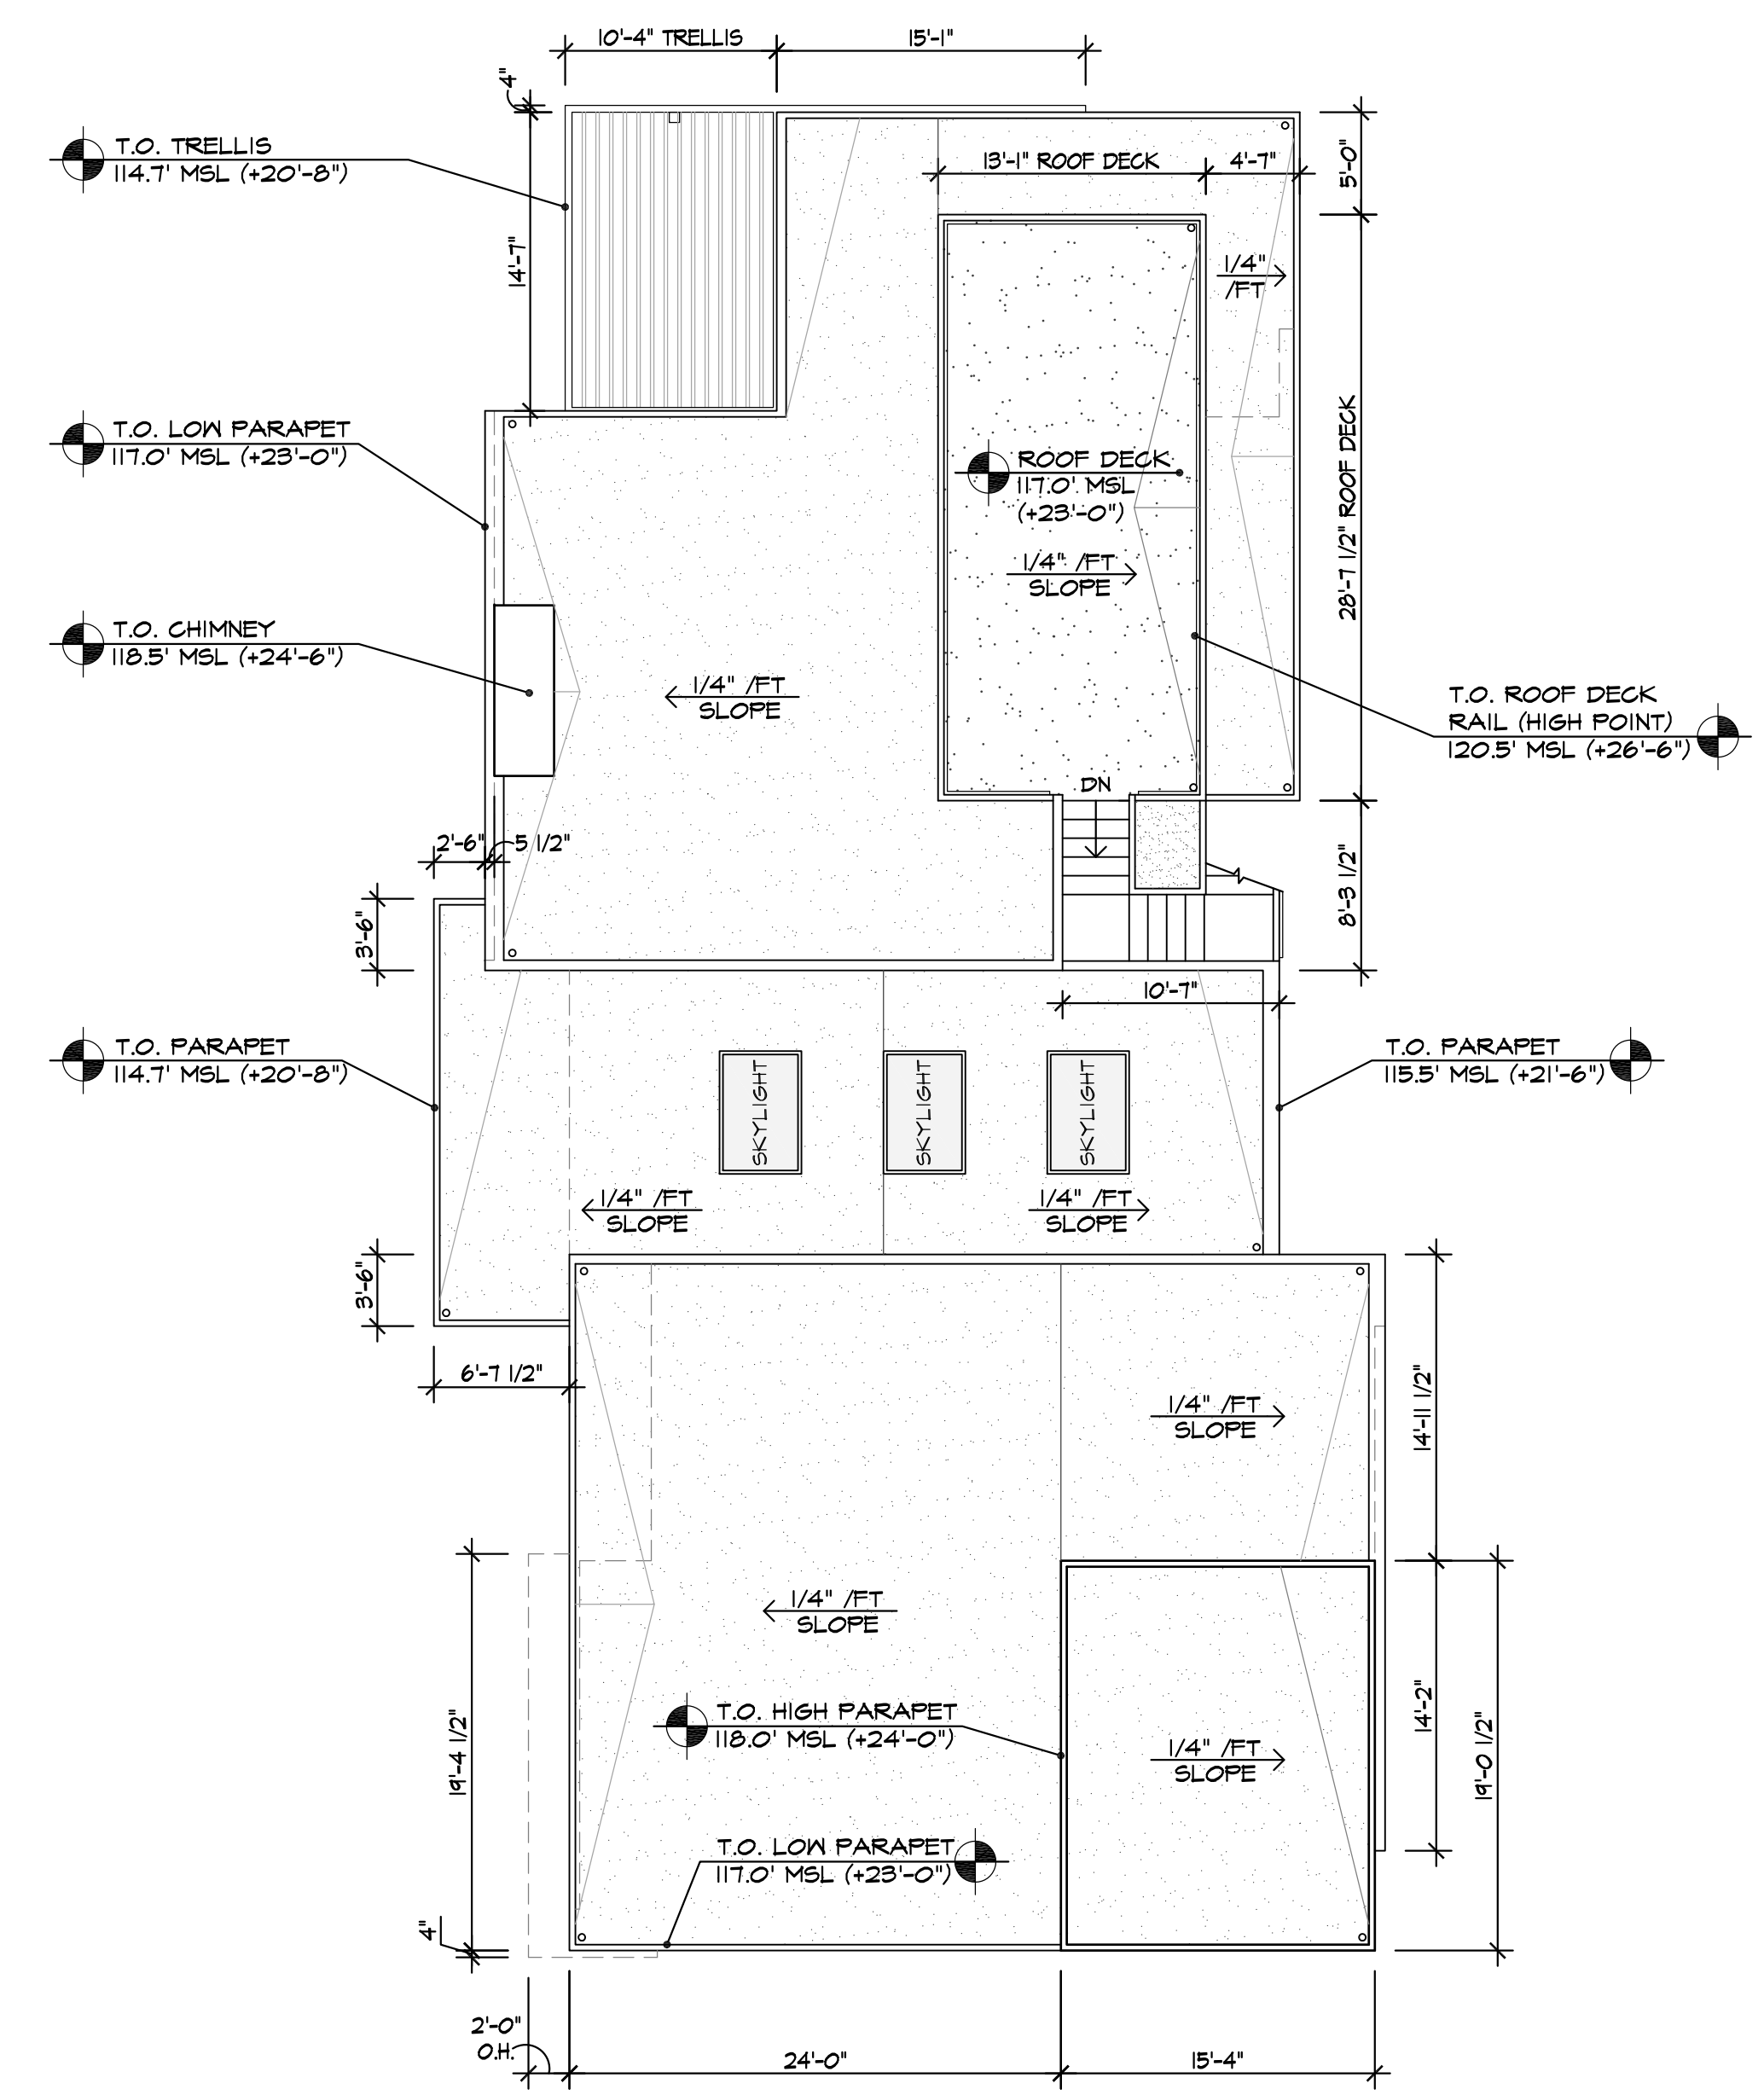 10'-4" TRELLIS
15'-1"
4"
T.O. TRELLIS
114.7' MSL (+20'-8")
13'-1" ROOF DECK
4'-7"
5'-0"
14'-7"
1/4"
/FT
T.O. LOW PARAPET
117.0' MSL (+23'-0")
ROOF DECK
117.0' MSL
(+23'-0")
1/4" /FT
SLOPE
28'-7 1/2" ROOF DECK
T.O. CHIMNEY
118.5' MSL (+24'-6")
1/4" /FT
SLOPE
T.O. ROOF DECK
RAIL (HIGH POINT)
120.5' MSL (+26'-6")
DN
2'-6"
5 1/2"
8'-3 1/2"
3'-6"
10'-7"
T.O. PARAPET
114.7' MSL (+20'-8")
SKYLIGHT
SKYLIGHT
SKYLIGHT
T.O. PARAPET
115.5' MSL (+21'-6")
1/4" /FT
SLOPE
1/4" /FT
SLOPE
3'-6"
6'-7 1/2"
1/4" /FT
SLOPE
14'-11 1/2"
1/4" /FT
SLOPE
T.O. HIGH PARAPET
118.0' MSL (+24'-0")
1/4" /FT
SLOPE
14'-2"
19'-0 1/2"
19'-4 1/2"
T.O. LOW PARAPET
117.0' MSL (+23'-0")
4"
2'-0"
O.H.
24'-0"
15'-4"